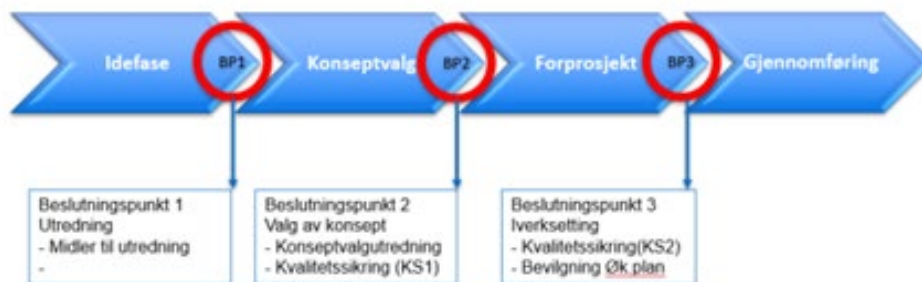 Idefase
BP1
Konseptvalg
BP2
Forprosjekt
BP3
Gjennomføring
Beslutningspunkt 1
Utredning
- Midler til utredning
-
Beslutningspunkt 2
Valg av konsept
- Konseptvalgutredning
- Kvalitetssikring (KS1)
Beslutningspunkt 3
Iverksetting
- Kvalitetssikring(KS2)
- Bevilgning Øk.plan